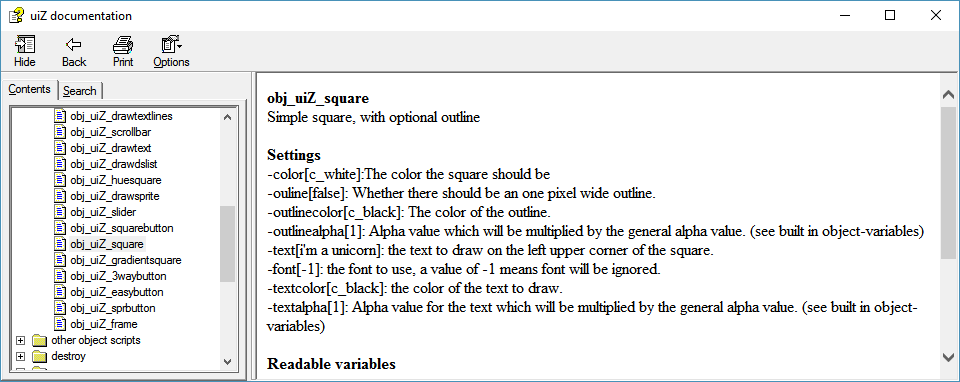 uiZ documentation
Hide
Back
Print
Options
Contents
Search
obj_uiZ_drawtextlines
obj_uiZ_scrollbar
obj_uiZ_drawtext
obj_uiZ_drawdslist
obj_uiZ_huesquare
obj_uiZ_drawsprite
obj_uiZ_slider
obj_uiZ_squarebutton
obj_uiZ_square
obj_uiZ_gradientsquare
obj_uiZ_3waybutton
obj_uiZ_easybutton
obj_uiZ_sprbutton
obj_uiZ_frame
other object scripts
destroy
obj_uiZ_square
Simple square, with optional outline
Settings
-color[c_white]:The color the square should be
-ouline[false]: Whether there should be an one pixel wide outline.
-outlinecolor[c_black]: The color of the outline.
-outlinealpha[1]: Alpha value which will be multiplied by the general alpha value. (see built in object-variables)
-text[i'm a unicorn]: the text to draw on the left upper corner of the square.
-font[-1]: the font to use, a value of -1 means font will be ignored.
-textcolor[c_black]: the color of the text to draw.
-textalpha[1]: Alpha value for the text which will be multiplied by the general alpha value. (see built in object-
variables)
Readable variables